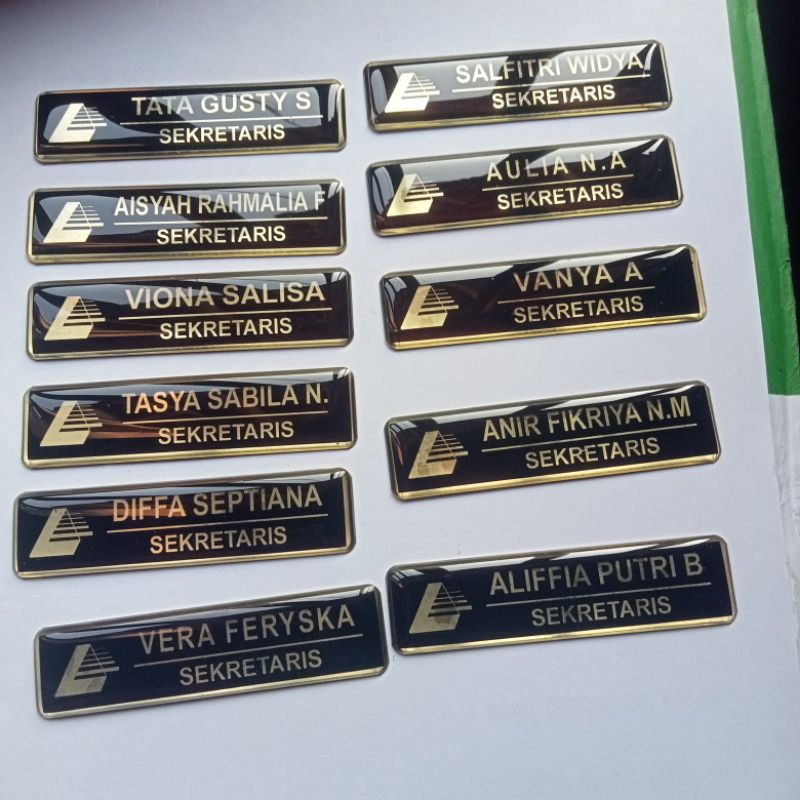 TATA GUSTY S
SEKRETARIS
AISYAH RAHMALIA F
SEKRETARIS
VIONA SALISA
SEKRETARIS
TASYA SABILA N.
SEKRETARIS
DIFFA SEPTIANA
SEKRETARIS
VERA FERYSKA
SEKRETARIS
SALFITRI WIDYA
SEKRETARIS
AULIA N.A
SEKRETARIS
VANYA A
SEKRETARIS
ANIR FIKRIYA N.M
SEKRETARIS
ALIFFIA PUTRI B
SEKRETARIS